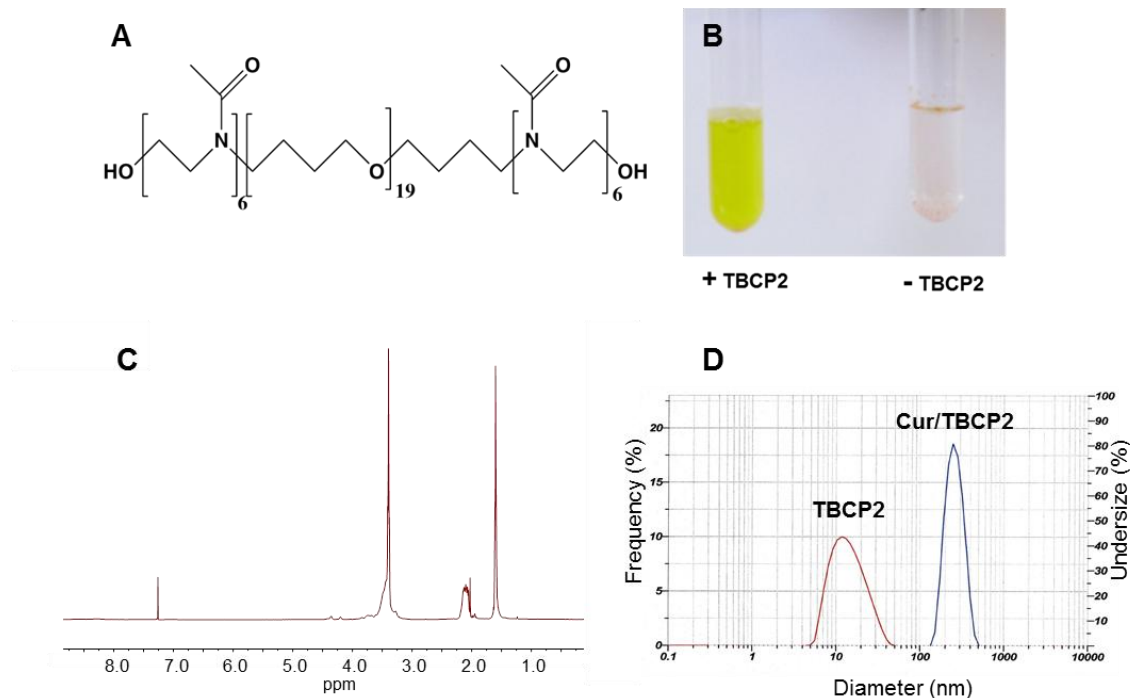 A
O
O
N
N
HO
O
OH
6
19
6
B
+ TBCP2
- TBCP2
C
8.0 7.0 6.0 5.0 4.0 3.0 2.0 1.0
ppm
D
Cur/TBCP2
TBCP2
Frequency (%)
20
15
10
5
0
Undersize (%)
100
90
80
70
60
50
40
30
20
10
0.1 1 10 100 1000 10000
Diameter (nm)